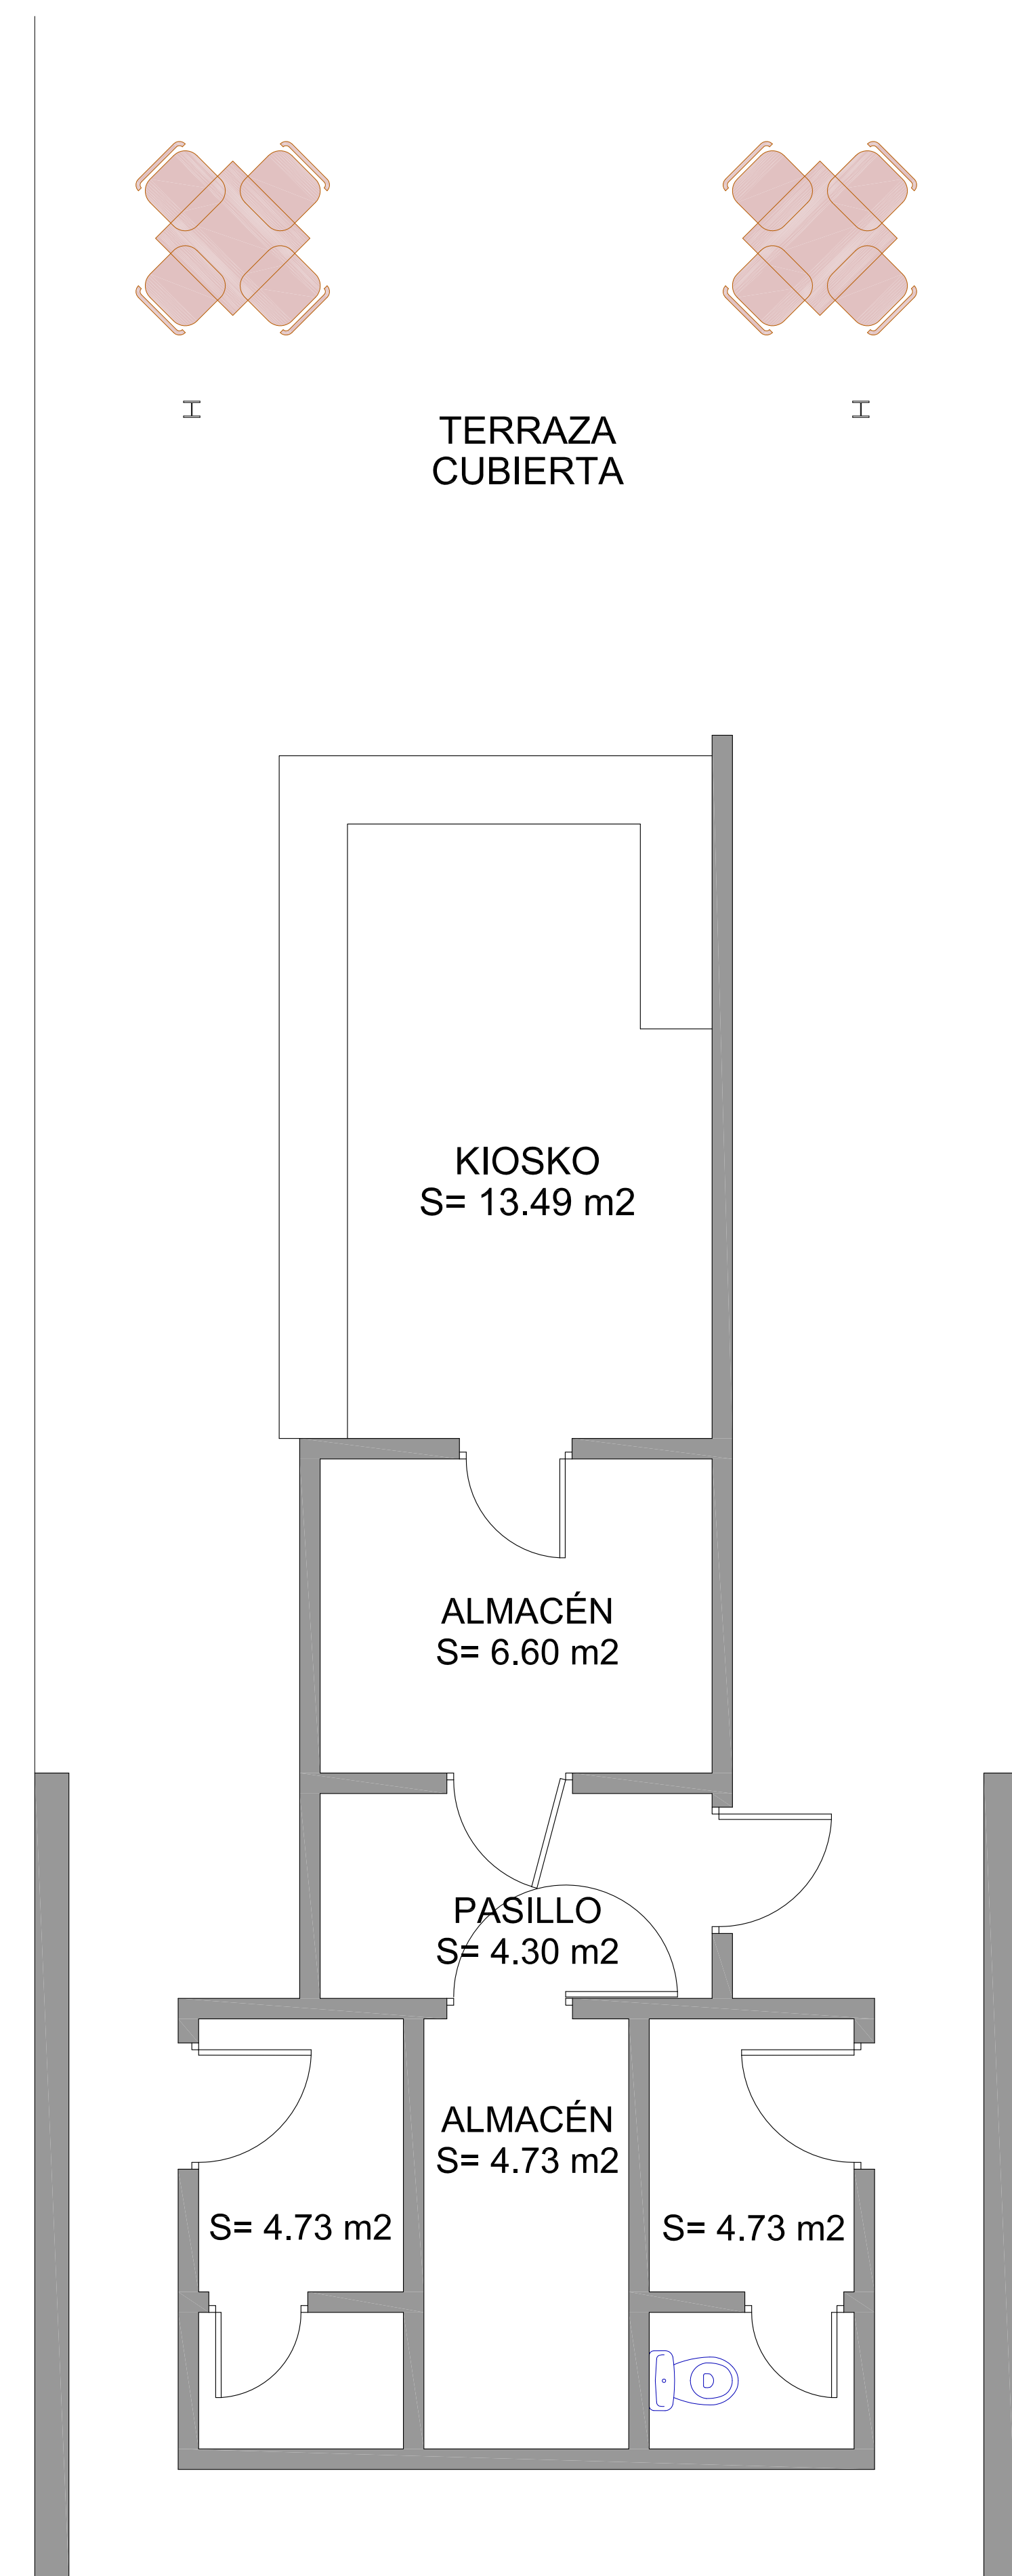 TERRAZA
CUBIERTA
KIOSKO
S= 13.49 m2
ALMACÉN
S= 6.60 m2
PASILLO
S= 4.30 m2
ALMACÉN
S= 4.73 m2
S= 4.73 m2
S= 4.73 m2